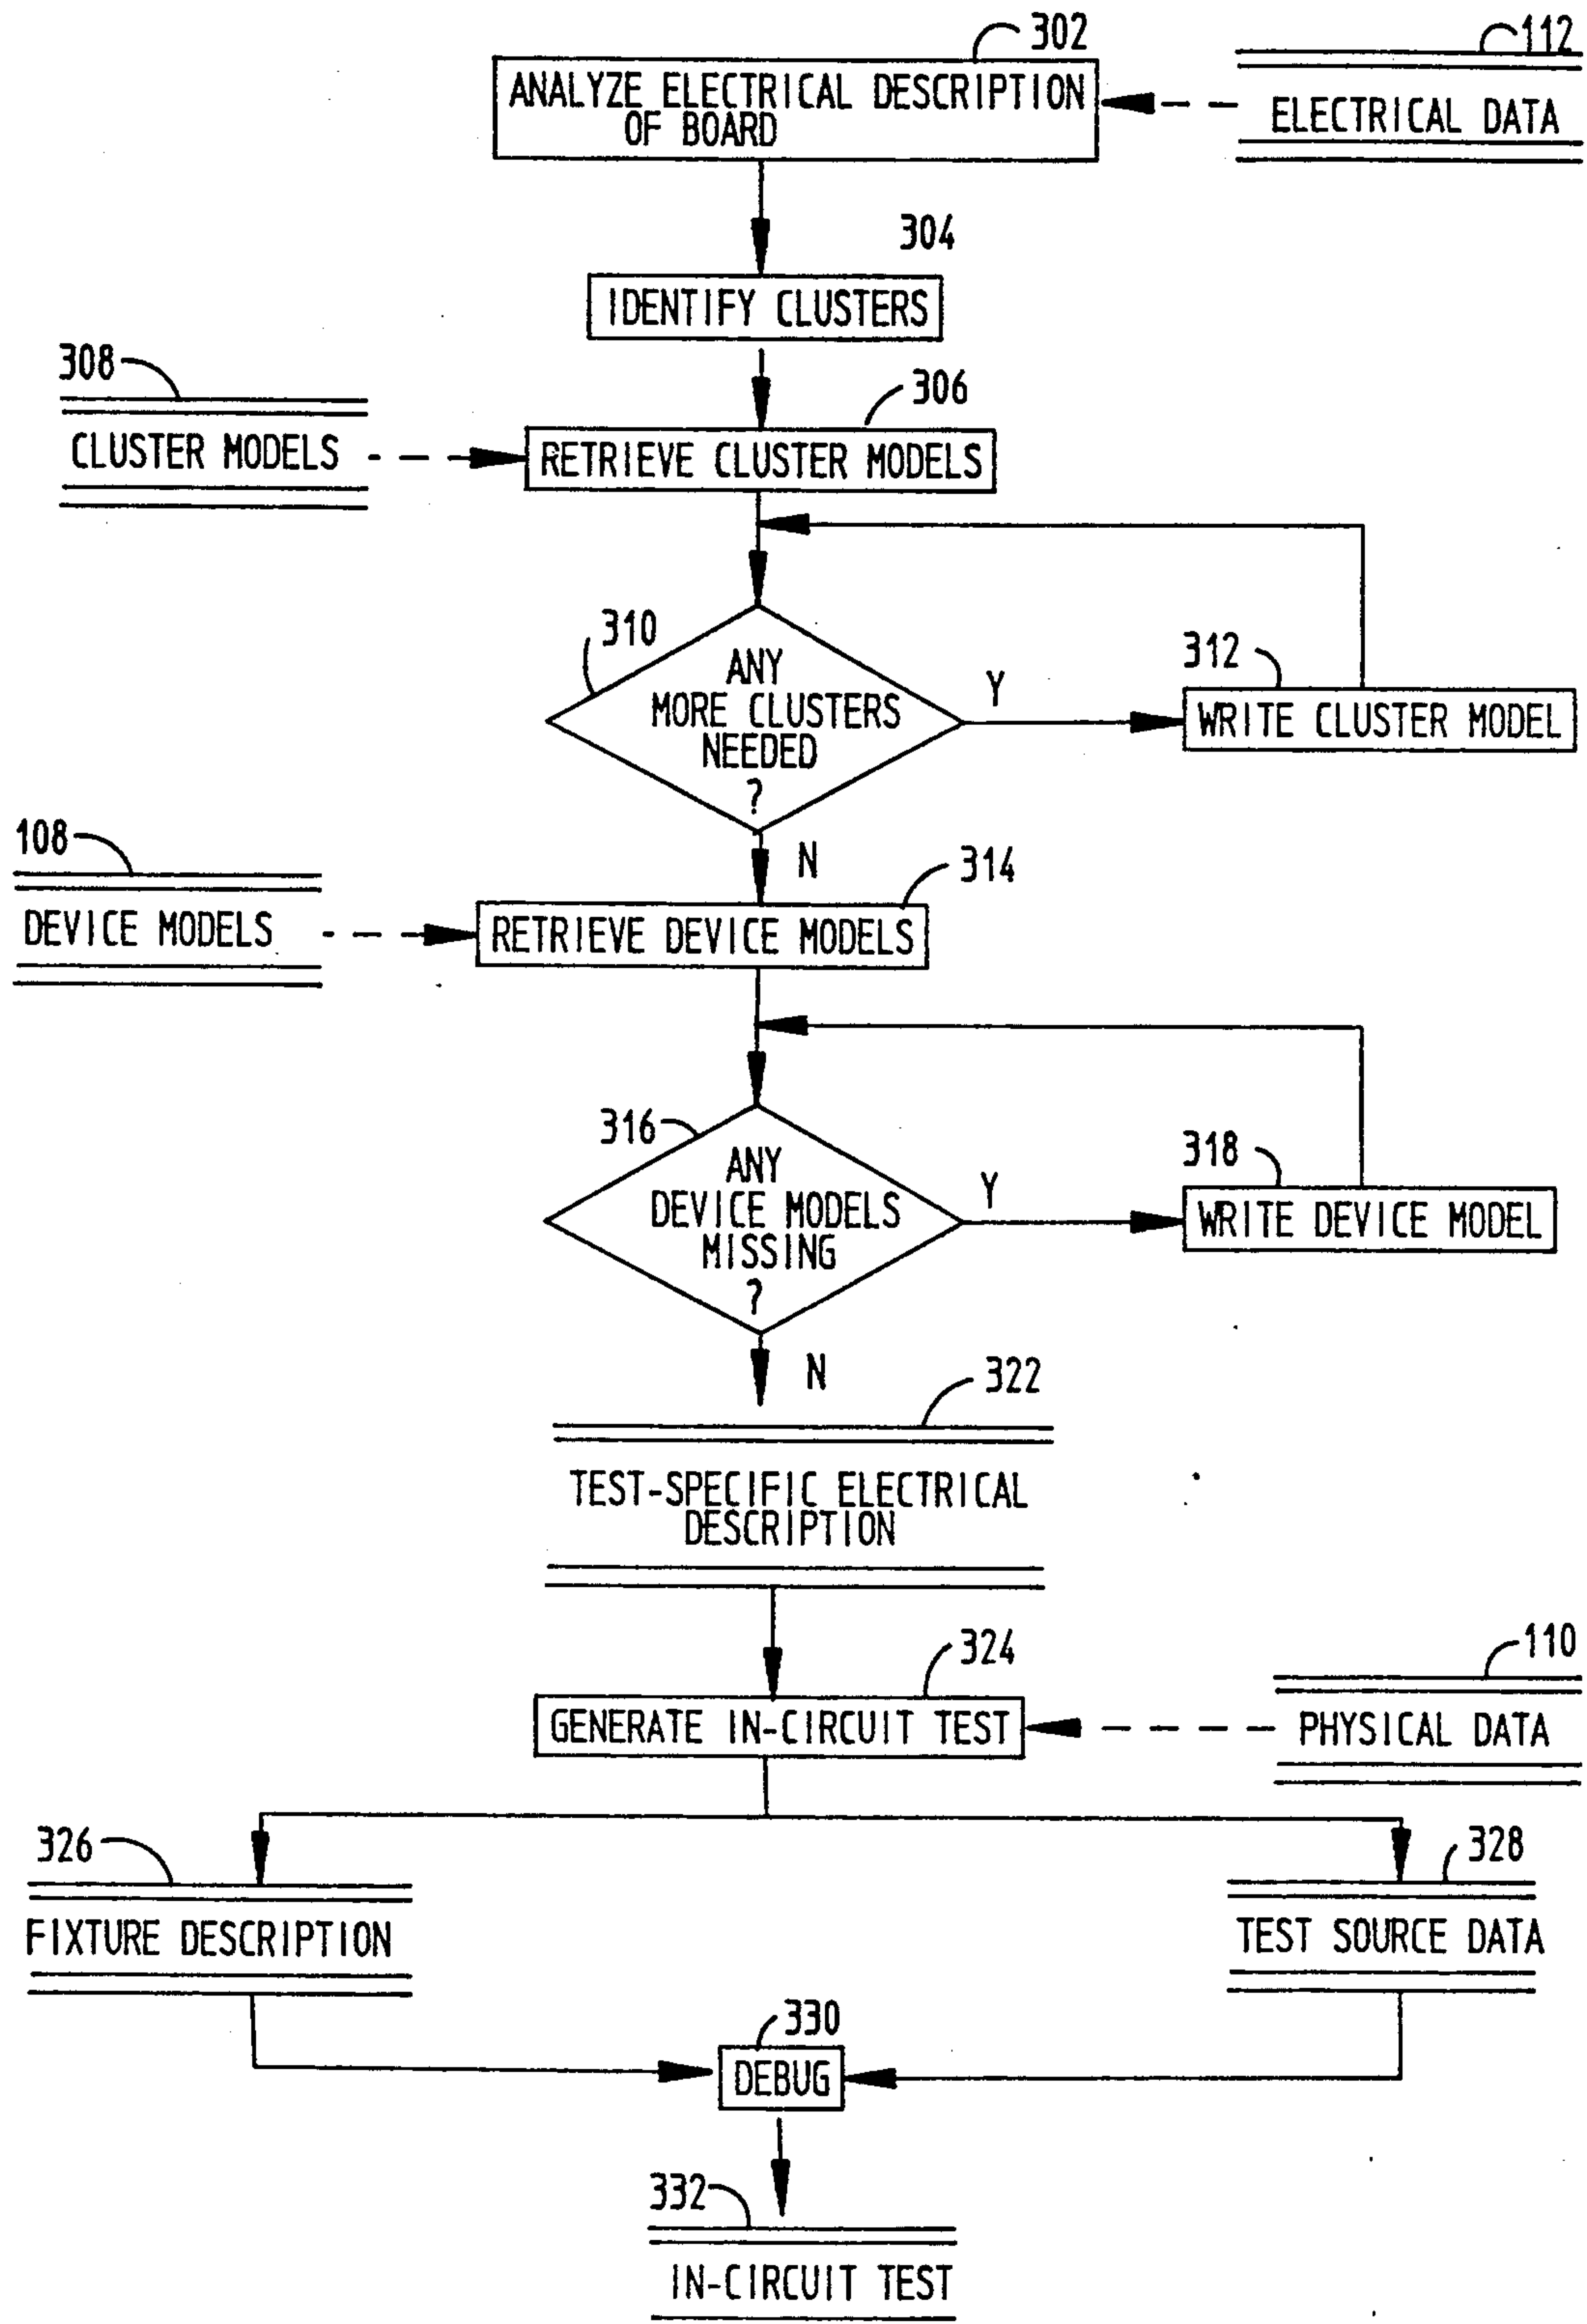 302
112
ANALYZE ELECTRICAL DESCRIPTION
OF BOARD
ELECTRICAL DATA
304
IDENTIFY CLUSTERS
308
306
CLUSTER MODELS
RETRIEVE CLUSTER MODELS
310
ANY
MORE CLUSTERS
NEEDED
?
Y
312
WRITE CLUSTER MODEL
N
108
314
DEVICE MODELS
RETRIEVE DEVICE MODELS
316
ANY
DEVICE MODELS
MISSING
?
Y
318
WRITE DEVICE MODEL
N
322
TEST-SPECIFIC ELECTRICAL
DESCRIPTION
324
110
GENERATE IN-CIRCUIT TEST
PHYSICAL DATA
326
328
FIXTURE DESCRIPTION
TEST SOURCE DATA
330
DEBUG
332
IN-CIRCUIT TEST